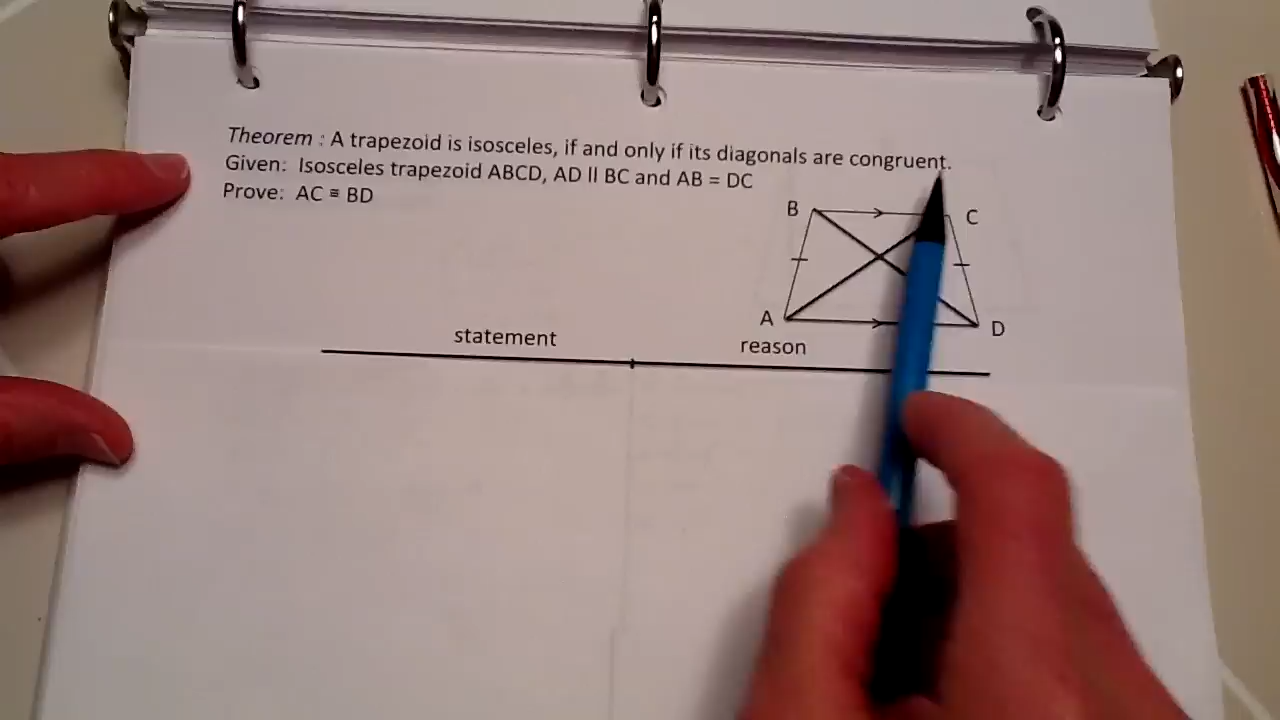 Theorem : A trapezoid is isosceles, if and only if its diagonals are congruent.
Given: Isosceles trapezoid ABCD, AD ll BC and AB = DC
Prove: AC ≅ BD
B
C
A
D
statement
reason